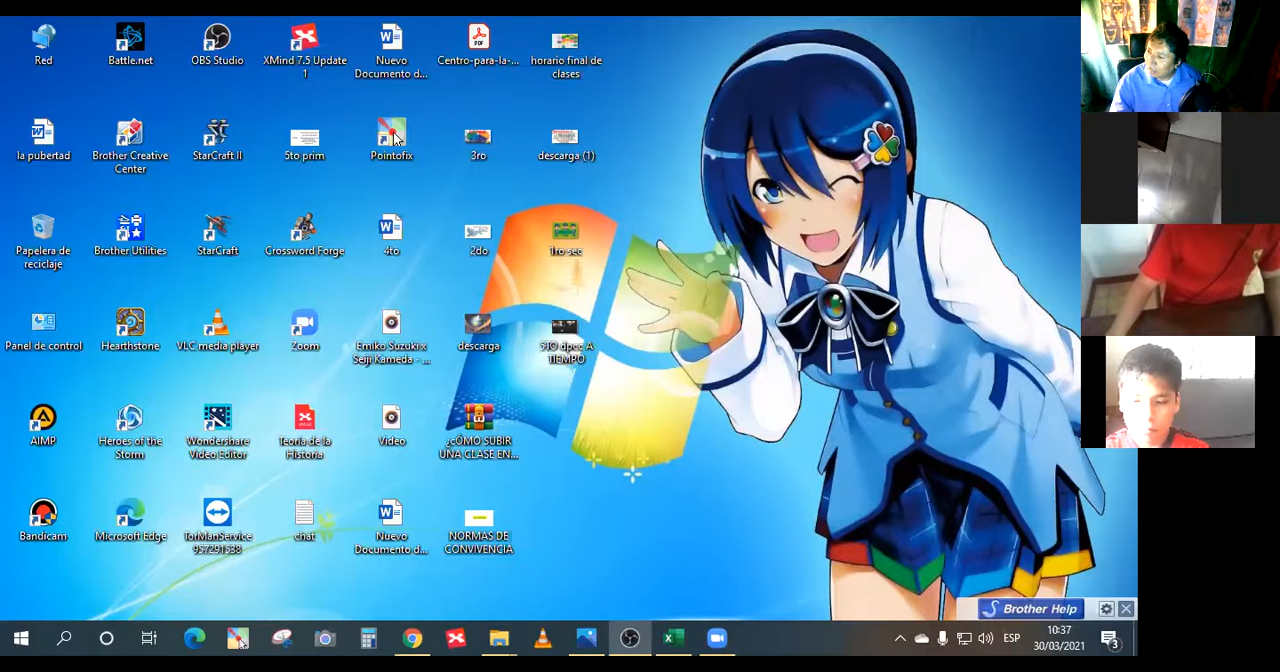 Red
Battle.net
OBS Studio
XMind 7.5 Update
1
Nuevo
Documento d...
PDF
Centro-para-la-...
horario final de
clases
la pubertad
Brother Creative
Center
StarCraft II
5to prim
Pointofix
3ro
descarga (1)
Papelera de
reciclaje
Brother Utilities
StarCraft
Crossword Forge
4to
2do
1ro sec
Panel de control
Hearthstone
VLC media player
Zoom
Emiko Suzuki x
Seiji Kameda - ...
descarga
5TO dpcc A
TIEMPO
AIMP
Heroes of the
Storm
Wondershare
Video Editor
Teoria de la
Historia
Video
¿CÓMO SUBIR
UNA CLASE EN...
Bandicam
Microsoft Edge
TorManService
957291538
chat
Nuevo
Documento d...
NORMAS DE
CONVIVENCIA
Brother Help
ESP
10:37
30/03/2021
3